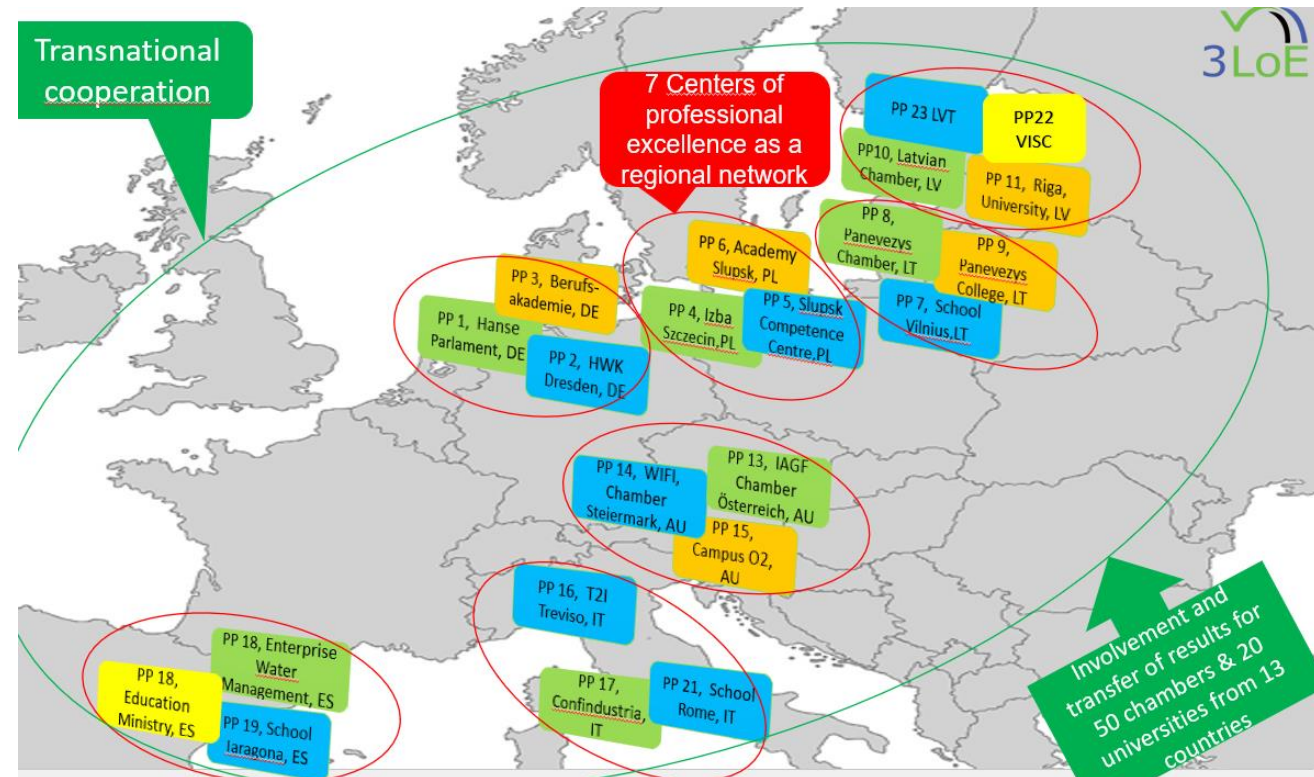 Transnational
cooperation
3LoE
7 Centers of
professional
excellence as a
regional network
PP 23 LVT
PP22
VISC
PP10, Latvian
Chamber, LV
PP 11, Riga,
University, LV
PP 8,
Panevezys
Chamber, LT
PP 9,
Panevezys
College, LT
PP 7, School
Vilnius,LT
PP 6, Academy
Slupsk, PL
PP 4, Izba
Szczecin,PL
PP 5, Slupsk
Competence
Centre,PL
PP 3, Berufs-
akademie, DE
PP 1, Hanse
Parlament, DE
PP 2, HWK
Dresden, DE
PP 14, WIFI,
Chamber
Steiermark, AU
PP 13, IAGF
Chamber
Österreich, AU
PP 15,
Campus O2,
AU
PP 16, T2I
Treviso, IT
PP 17,
Confindustria,
IT
PP 21, School
Rome, IT
PP 18, Enterprise
Water
Management, ES
PP 18,
Education
Ministry, ES
PP 19, School
Iaragona, ES
Involvement and
transfer of results for
50 chambers & 20
universities from 13
countries